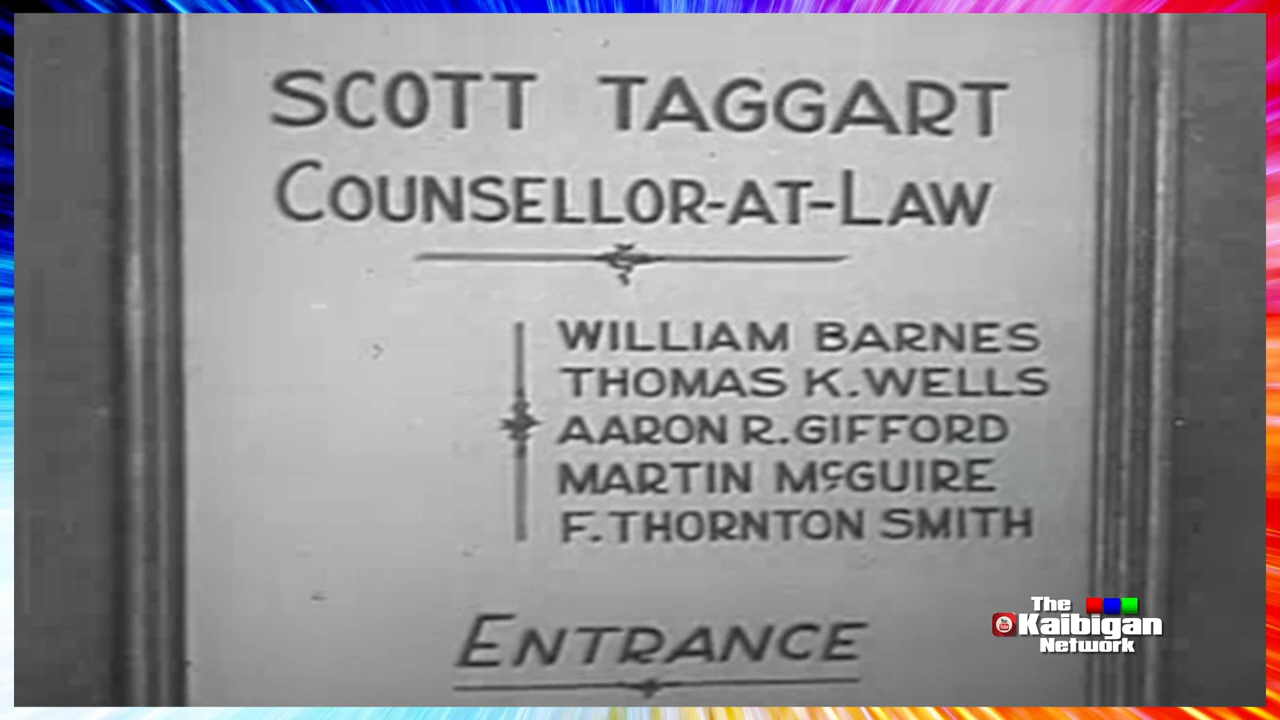 SCOTT TAGGART
COUNSELLOR-AT-LAW
WILLIAM BARNES
THOMAS K. WELLS
AARON R. GIFFORD
MARTIN McGUIRE
F. THORNTON SMITH
ENTRANCE
The
Kaibigan
Network